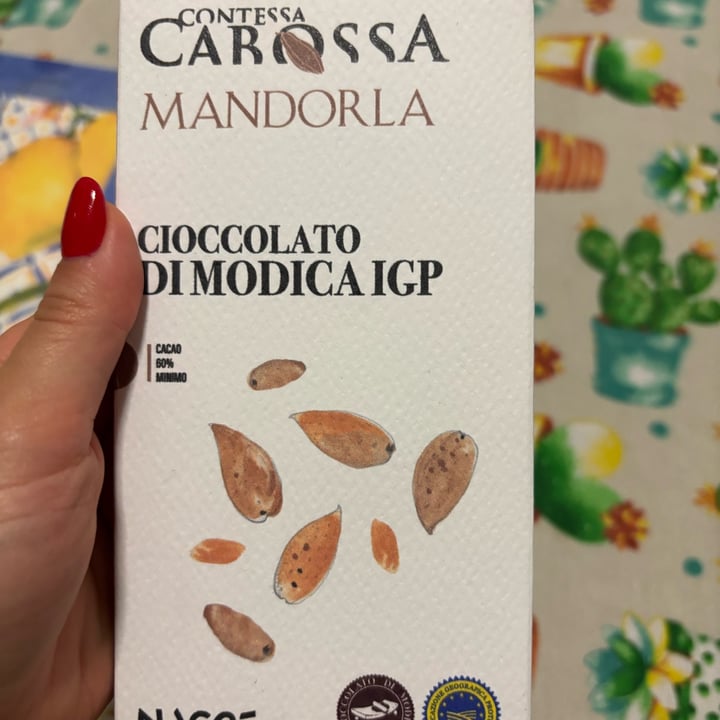 CONTESSA
CAROSSA
MANDORLA
CIOCCOLATO
DI MODICA IGP
CACAO
60%
MINIMO